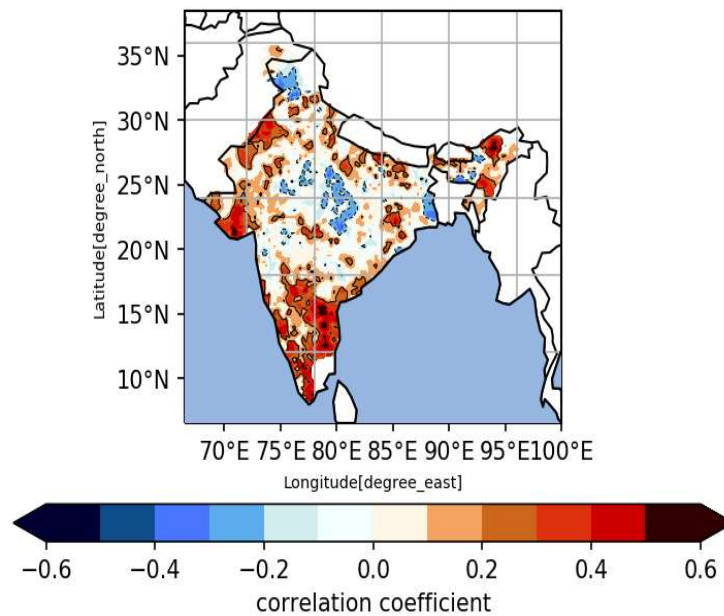 35°N
30°N
25°N
20°N
15°N
10°N
Latitude[degree_north]
70°E 75°E 80°E 85°E 90°E 95°E 100°E
Longitude[degree_east]
−0.6 −0.4 −0.2 0.0 0.2 0.4 0.6
correlation coefficient